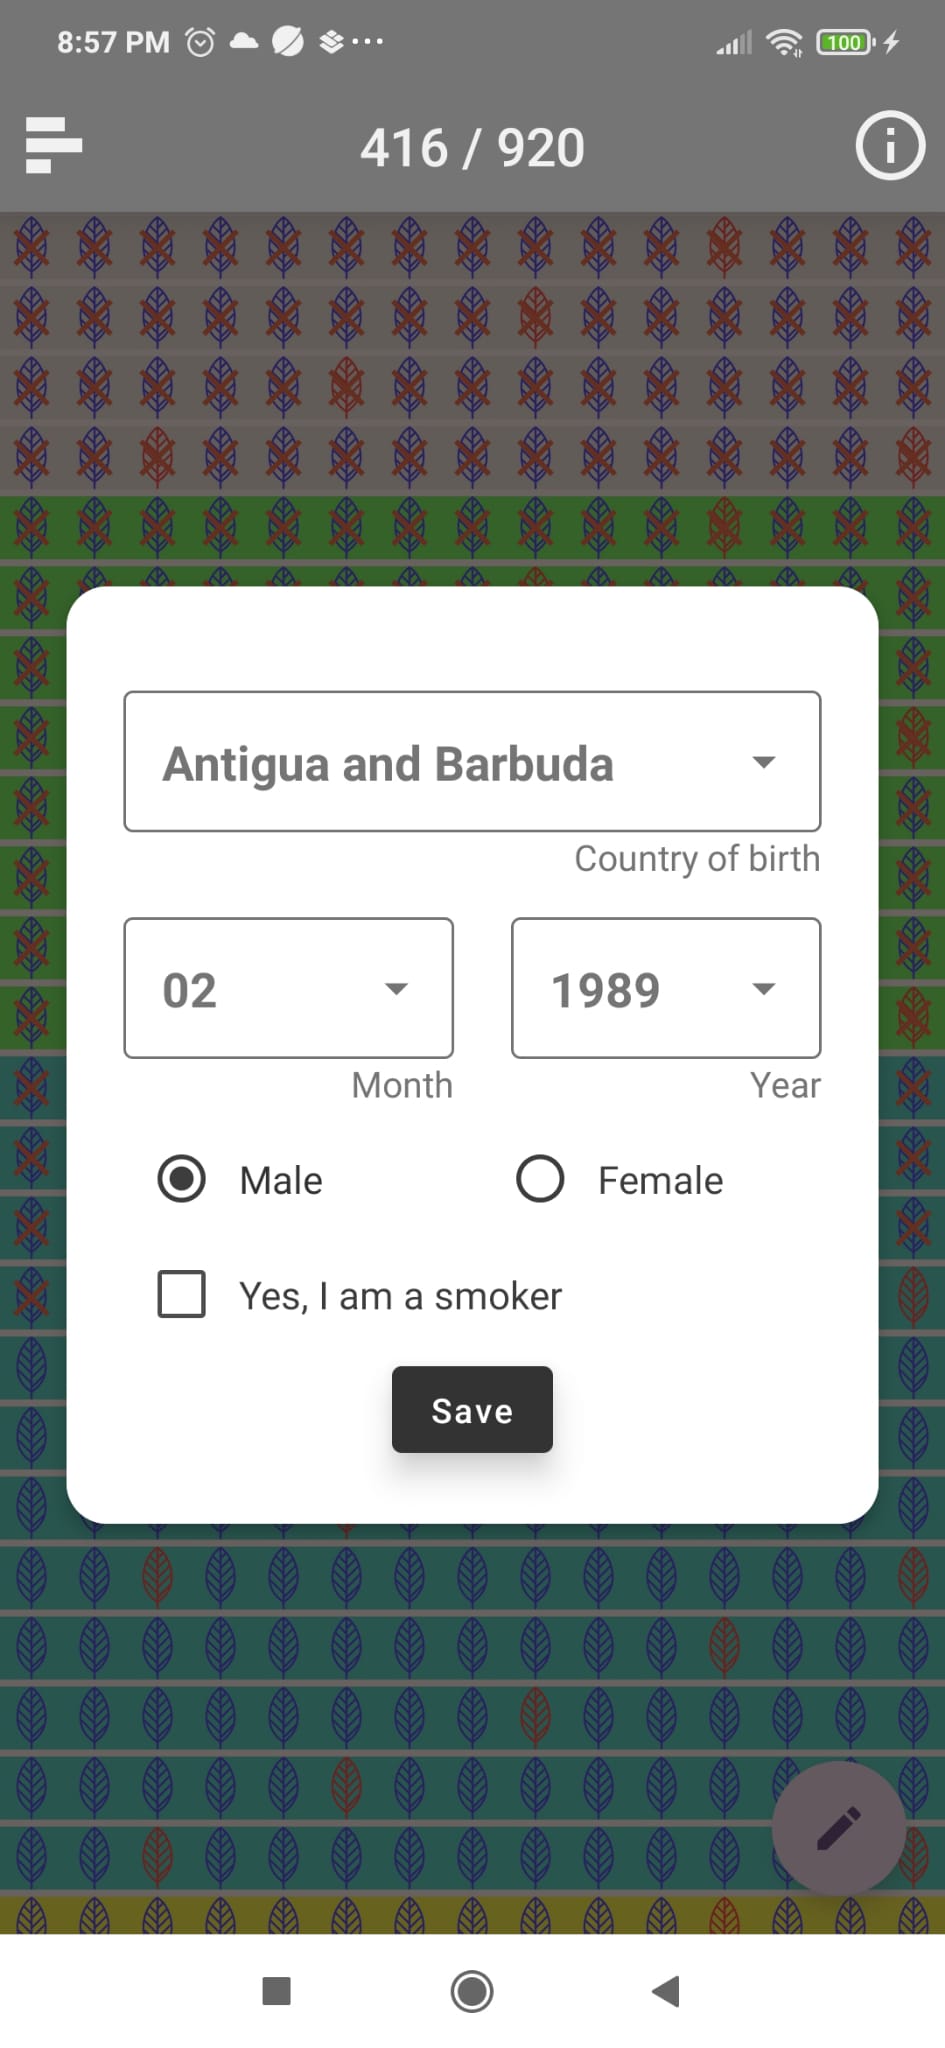 8:57 PM
100
416 / 920
Antigua and Barbuda
Country of birth
02
1989
Month
Year
Male
Female
Yes, I am a smoker
Save